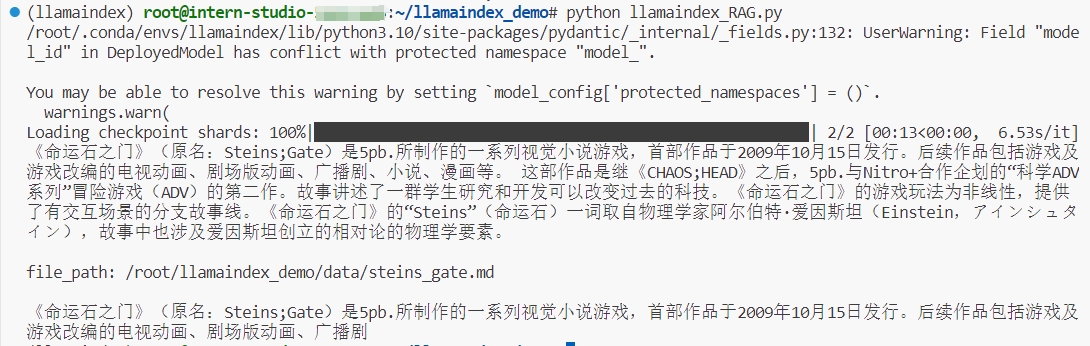 (llamaindex) root@intern-studio-:~/llamaindex_demo# python llamaindex_RAG.py
/root/.conda/envs/llamaindex/lib/python3.10/site-packages/pydantic/_internal/_fields.py:132: UserWarning: Field "mode
l_id" in DeployedModel has conflict with protected namespace "model_".
You may be able to resolve this warning by setting `model_config['protected_namespaces'] = ()`.
warnings.warn(
Loading checkpoint shards: 100%|| 2/2 [00:13<00:00,  6.53s/it]
《命运石之门》（原名：Steins;Gate）是5pb.所制作的一系列视觉小说游戏，首部作品于2009年10月15日发行。后续作品包括游戏及
游戏改编的电视动画、剧场版动画、广播剧、小说、漫画等。 这部作品是继《CHAOS;HEAD》之后，5pb.与Nitro+合作企划的“科学ADV
系列”冒险游戏（ADV）的第二作。故事讲述了一群学生研究和开发可以改变过去的科技。《命运石之门》的游戏玩法为非线性，提供
了有交互场景的分支故事线。《命运石之门》的“Steins”（命运石）一词取自物理学家阿尔伯特·爱因斯坦（Einstein，アインシュタ
イン），故事中也涉及爱因斯坦创立的相对论的物理学要素。
file_path: /root/llamaindex_demo/data/steins_gate.md
《命运石之门》（原名：Steins;Gate）是5pb.所制作的一系列视觉小说游戏，首部作品于2009年10月15日发行。后续作品包括游戏及
游戏改编的电视动画、剧场版动画、广播剧